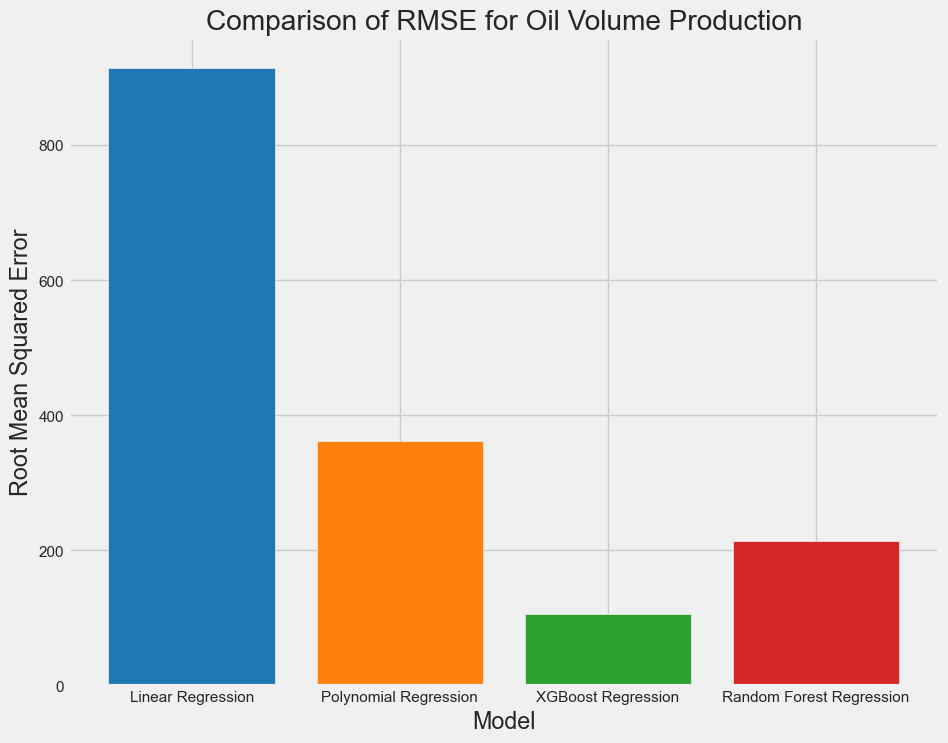 Comparison of RMSE for Oil Volume Production
Root Mean Squared Error
800
600
400
200
0
Linear Regression
Polynomial Regression
XGBoost Regression
Random Forest Regression
Model